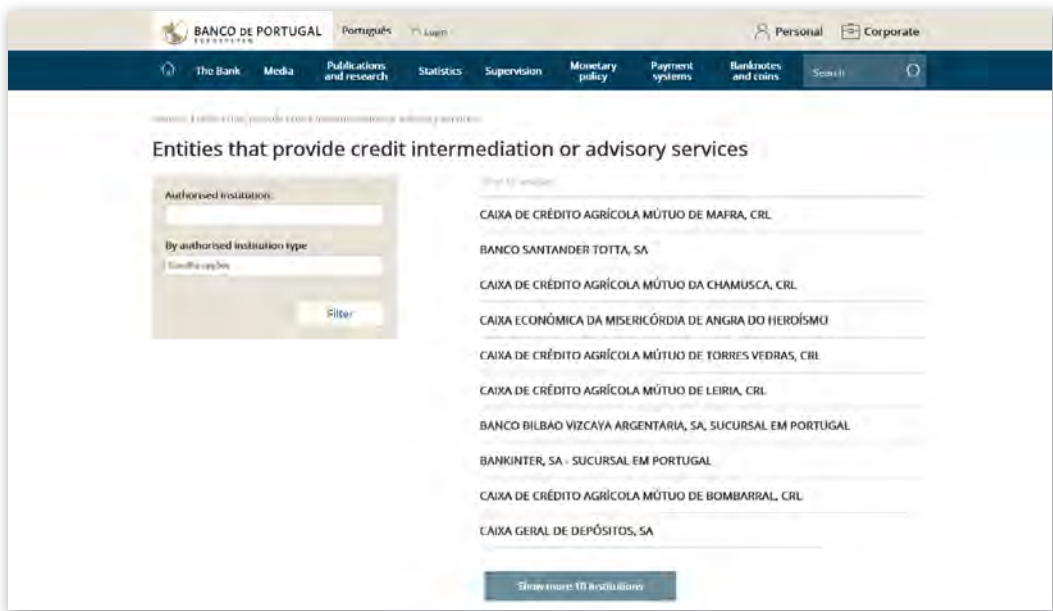 BANCO DE PORTUGAL
EUROSYSTEM
Português
Login
Personal
Corporate
The Bank
Media
Publications
and research
Statistics
Supervision
Monetary
policy
Payment
systems
Banknotes
and coins
Search
Entities that provide credit intermediation or advisory services
Authorised institution:
By authorised institution type
Filter
CAIXA DE CRÉDITO AGRÍCOLA MÚTUO DE MAFRA, CRL
BANCO SANTANDER TOTTA, SA
CAIXA DE CRÉDITO AGRÍCOLA MÚTUO DA CHAMUSCA, CRL
CAIXA ECONÓMICA DA MISERICÓRDIA DE ANGRA DO HEROÍSMO
CAIXA DE CRÉDITO AGRÍCOLA MÚTUO DE TORRES VEDRAS, CRL
CAIXA DE CRÉDITO AGRÍCOLA MÚTUO DE LEIRIA, CRL
BANCO BILBAO VIZCAYA ARGENTARIA, SA, SUCURSAL EM PORTUGAL
BANKINTER, SA - SUCURSAL EM PORTUGAL
CAIXA DE CRÉDITO AGRÍCOLA MÚTUO DE BOMBARRAL, CRL
CAIXA GERAL DE DEPÓSITOS, SA
Show more 10 institutions